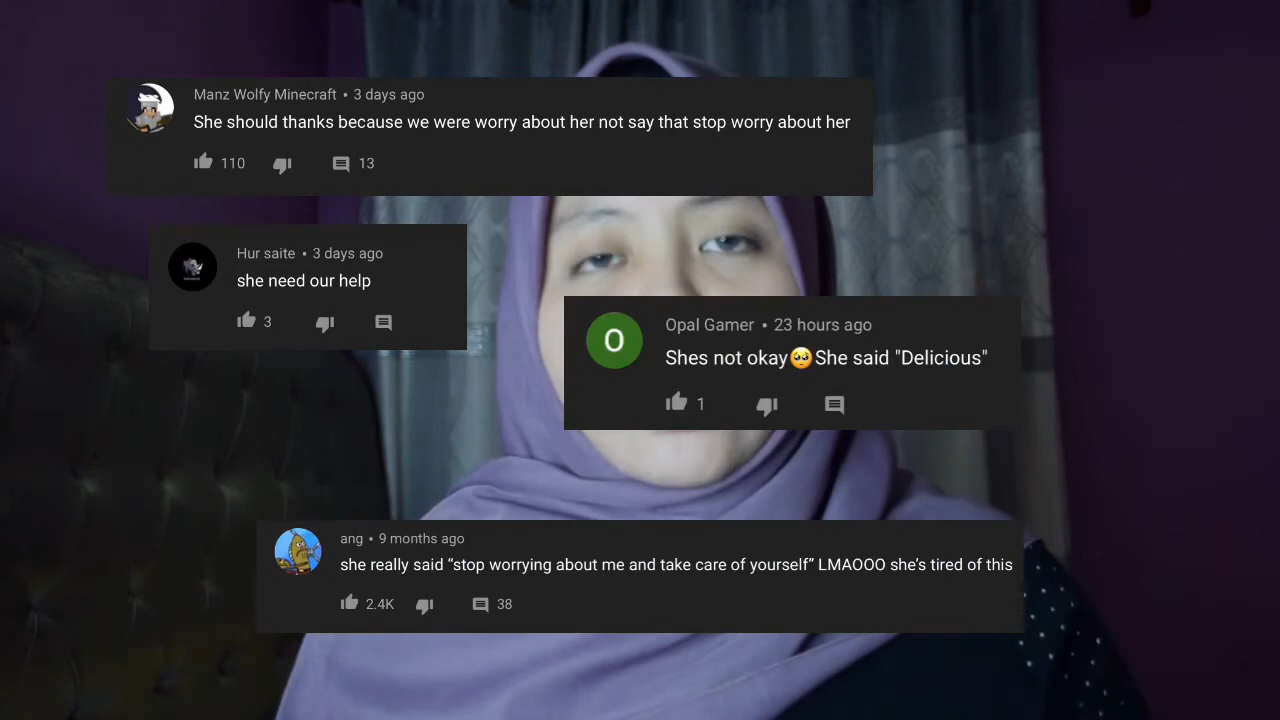 Manz Wolfy Minecraft • 3 days ago
She should thanks because we were worry about her not say that stop worry about her
110 13
Hur saite • 3 days ago
she need our help
3
O
Opal Gamer • 23 hours ago
Shes not okay🥺She said "Delicious"
1
ang • 9 months ago
she really said “stop worrying about me and take care of yourself” LMAOOO she’s tired of this
2.4K 38